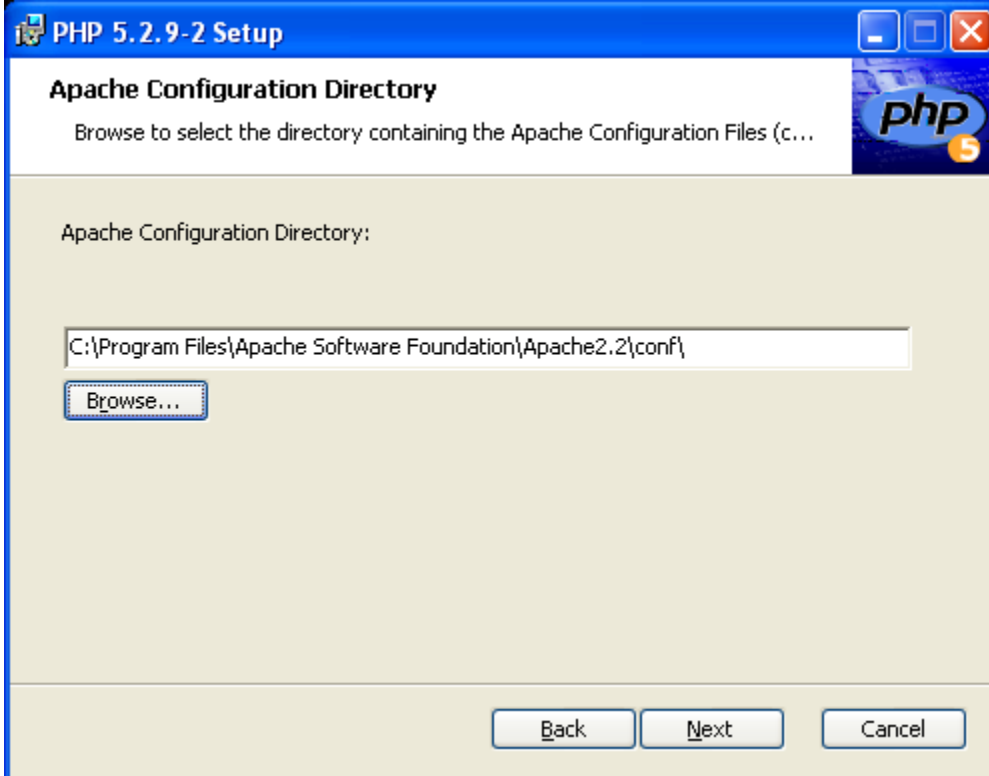 PHP 5.2.9-2 Setup
Apache Configuration Directory
Browse to select the directory containing the Apache Configuration Files (c...
php
5
Apache Configuration Directory:
C:\Program Files\Apache Software Foundation\Apache2.2\conf\
Browse...
Back Next Cancel